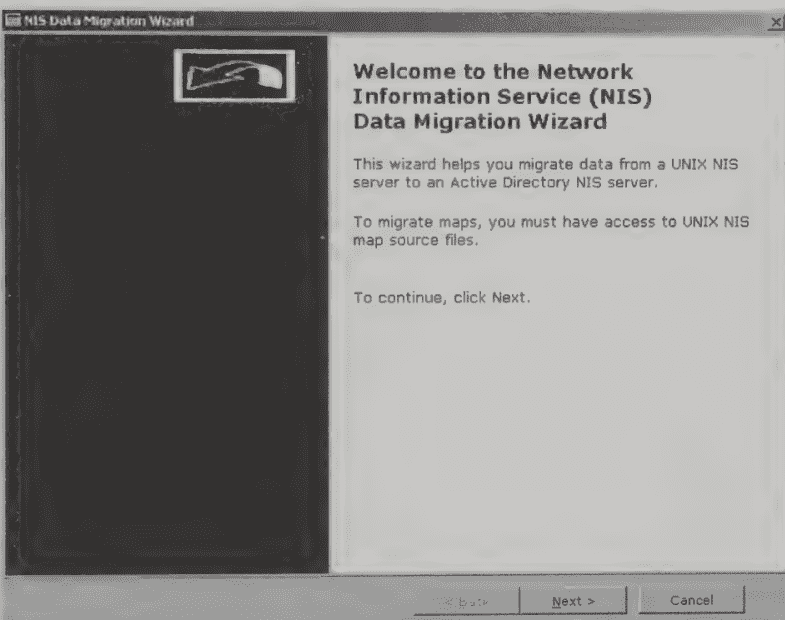 NIS Data Migration Wizard
Welcome to the Network
Information Service (NIS)
Data Migration Wizard
This wizard helps you migrate data from a UNIX NIS
server to an Active Directory NIS server.
To migrate maps, you must have access to UNIX NIS
map source files.
To continue, click Next.
Next >
Cancel